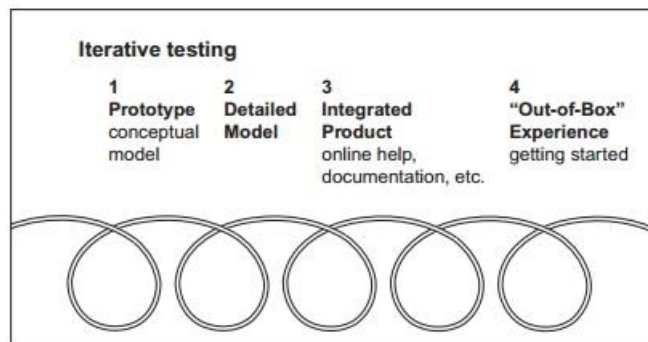 Iterative testing
1
Prototype
conceptual
model
2
Detailed
Model
3
Integrated
Product
online help,
documentation, etc.
4
“Out-of-Box”
Experience
getting started